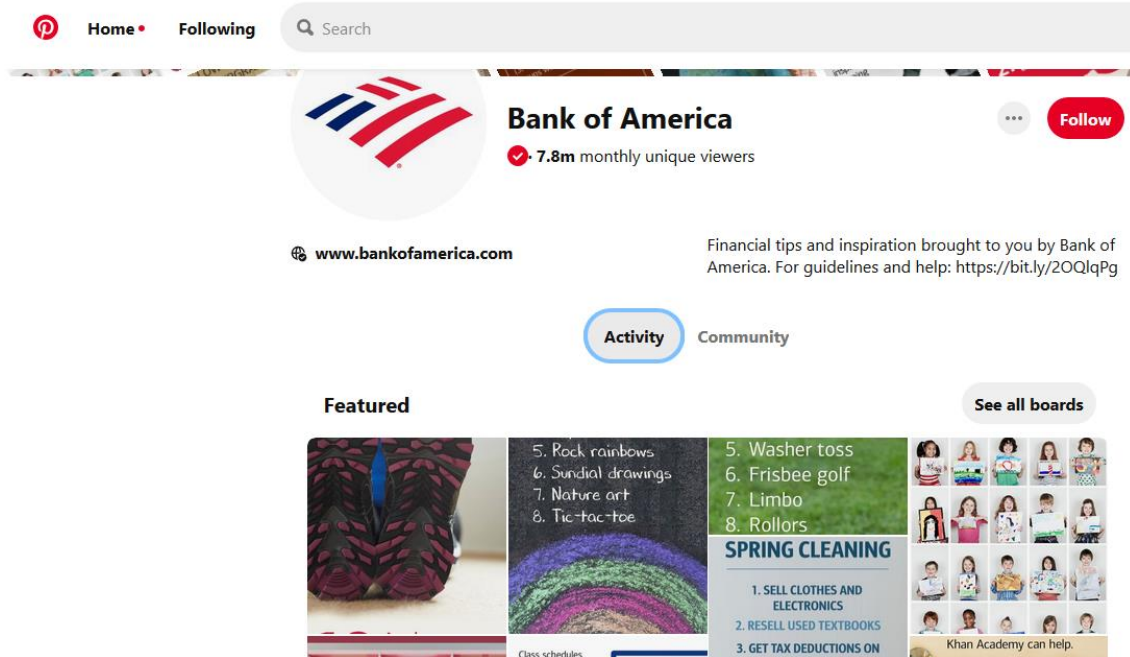 Home
Following
Search
Bank of America
Follow
7.8m monthly unique viewers
www.bankofamerica.com
Financial tips and inspiration brought to you by Bank of
America. For guidelines and help: https://bit.ly/2OQlqPg
Activity
Community
Featured
See all boards
5. Rock rainbows
6. Sundial drawings
7. Nature art
8. Tic-tac-toe
5. Washer toss
6. Frisbee golf
7. Limbo
8. Rollors
SPRING CLEANING
1. SELL CLOTHES AND
ELECTRONICS
2. RESELL USED TEXTBOOKS
3. GET TAX DEDUCTIONS ON
Class schedules
Khan Academy can help.